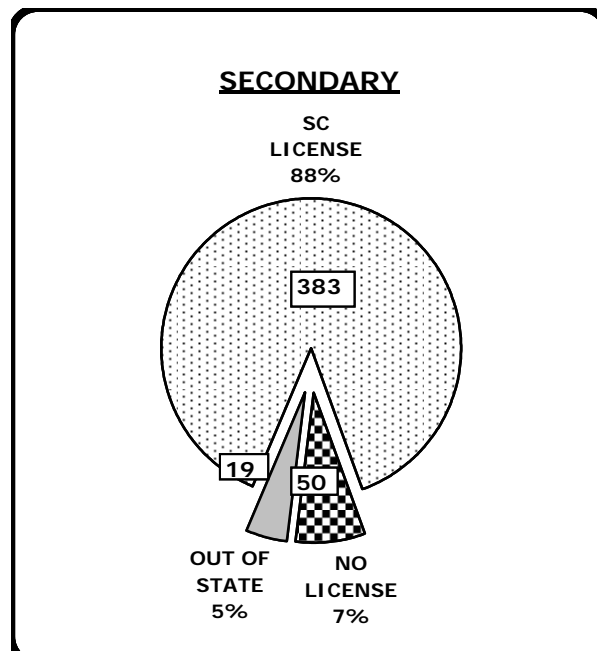 SECONDARY
SC
LICENSE
88%
383
19
50
OUT OF
STATE
5%
NO
LICENSE
7%